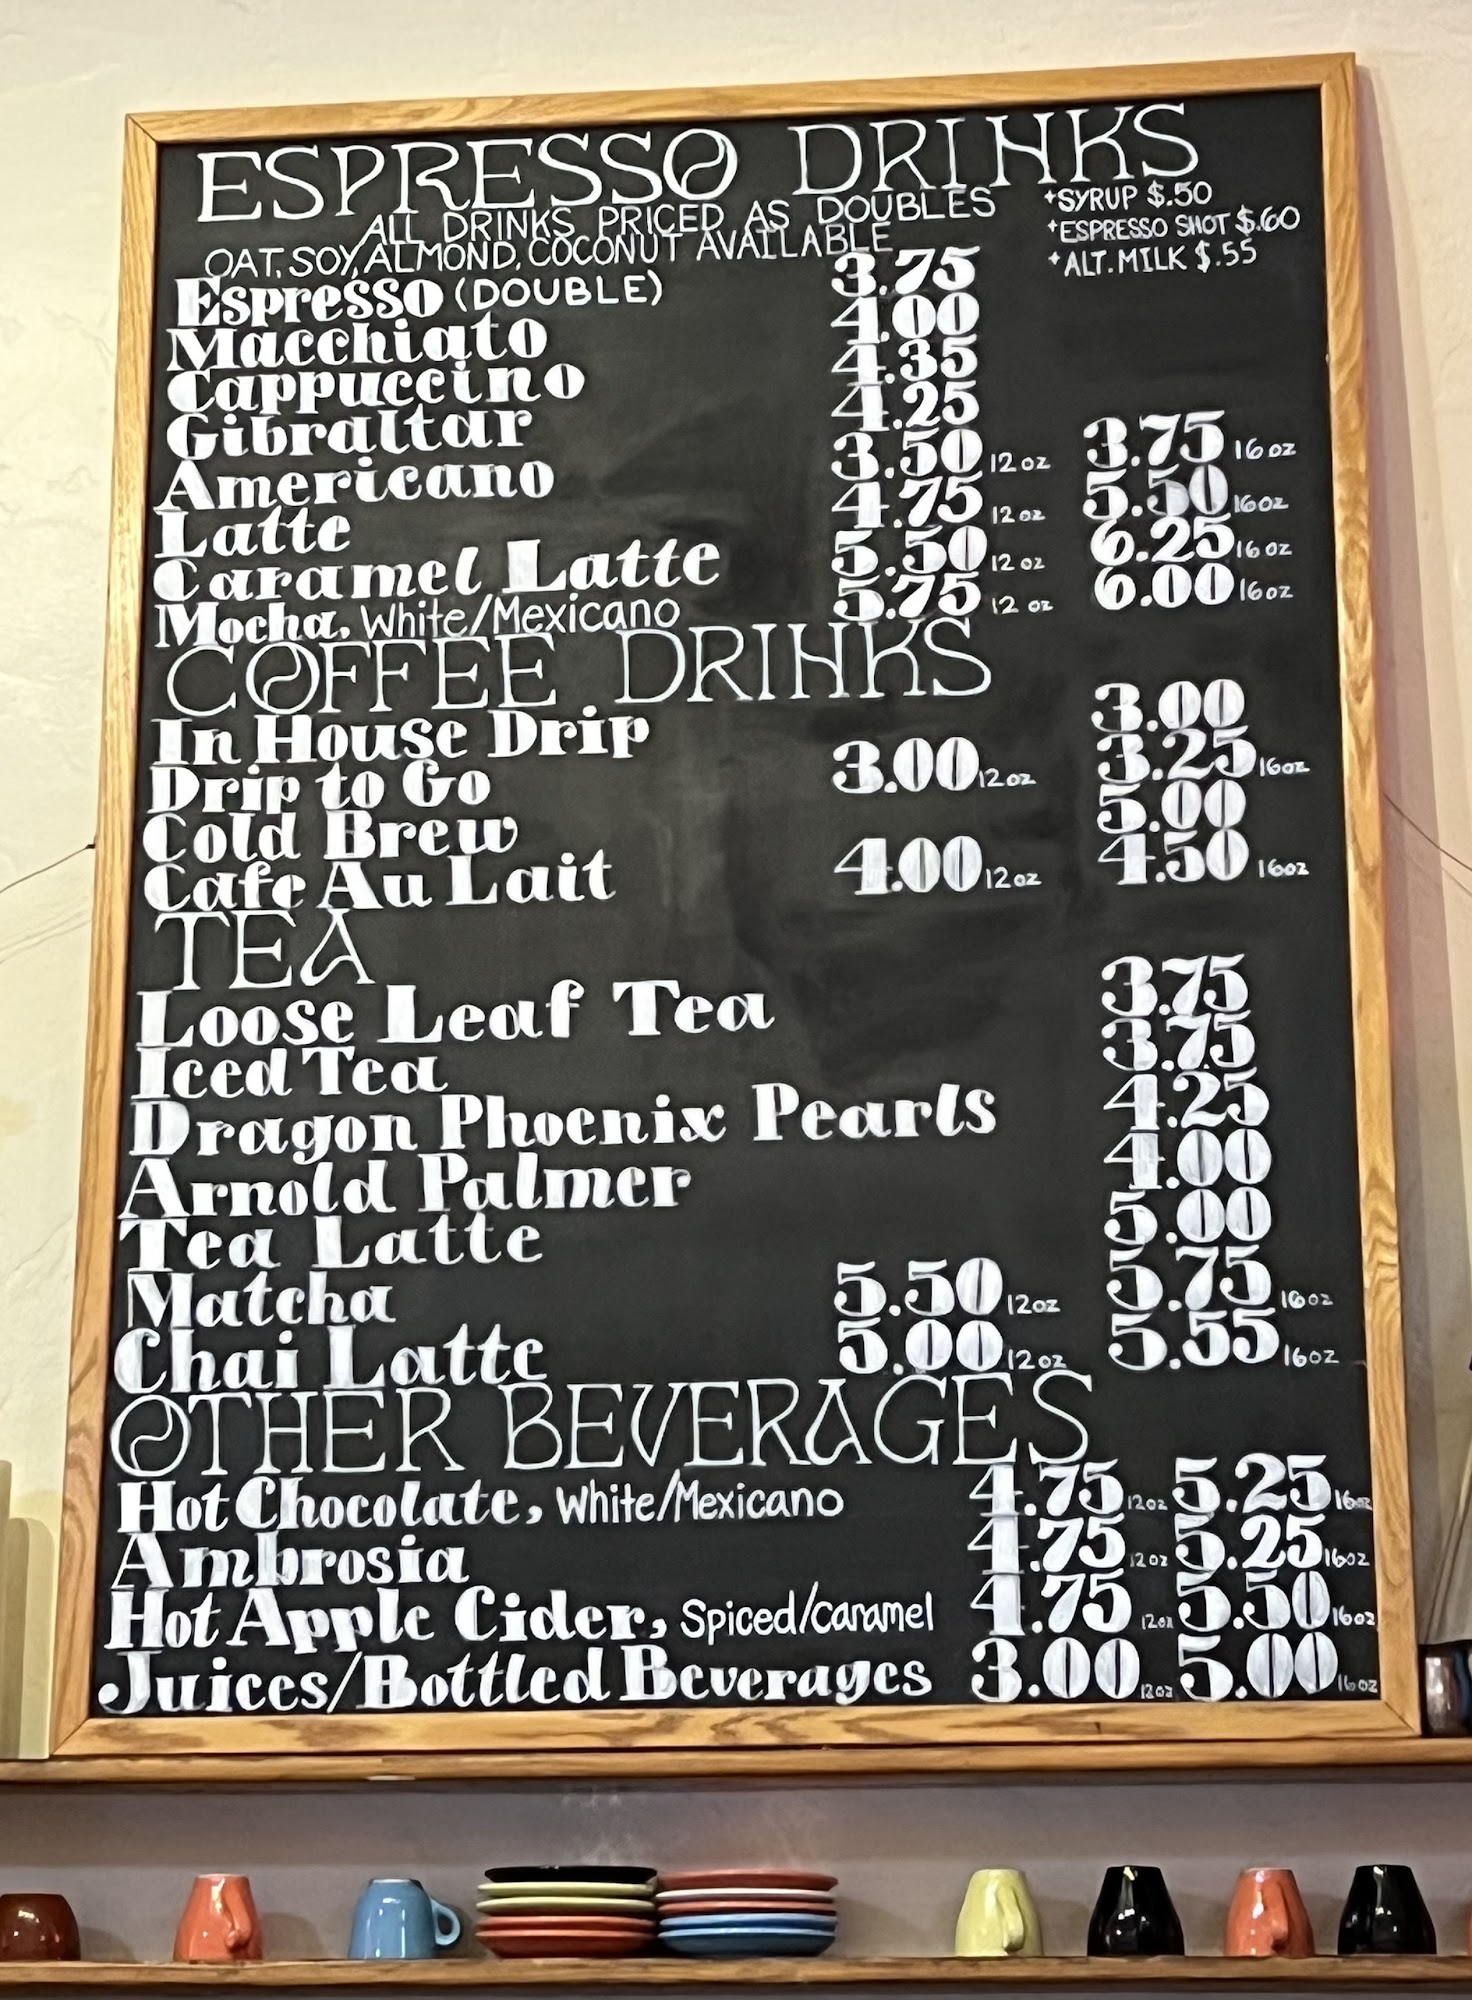 ESPRESSO DRINKS
ALL DRINKS PRICED AS DOUBLES
OAT, SOY, ALMOND, COCONUT AVAILABLE
+SYRUP $.50
+ESPRESSO SHOT $.60
+ALT. MILK $.55
Espresso (DOUBLE) 3.75
Macchiato 4.00
Cappuccino 4.35
Gibraltar 4.25
Americano 3.50 12oz 3.75 16oz
Latte 4.75 12oz 5.50 16oz
Caramel Latte 5.50 12oz 6.25 16oz
Mocha, White/Mexicano 5.75 12oz 6.00 16oz
COFFEE DRINKS
In House Drip 3.00
Drip to Go 3.00 12oz 3.25 16oz
Cold Brew 5.00
Cafe Au Lait 4.00 12oz 4.50 16oz
TEA
Loose Leaf Tea 3.75
Iced Tea 3.75
Dragon Phoenix Pearls 4.25
Arnold Palmer 4.00
Tea Latte 5.00
Matcha 5.50 12oz 5.75 16oz
Chai Latte 5.00 12oz 5.55 16oz
OTHER BEVERAGES
Hot Chocolate, White/Mexicano 4.75 12oz 5.25 16oz
Ambrosia 4.75 12oz 5.25 16oz
Hot Apple Cider, Spiced/caramel 4.75 12oz 5.50 16oz
Juices/Bottled Beverages 3.00 12oz 5.00 16oz